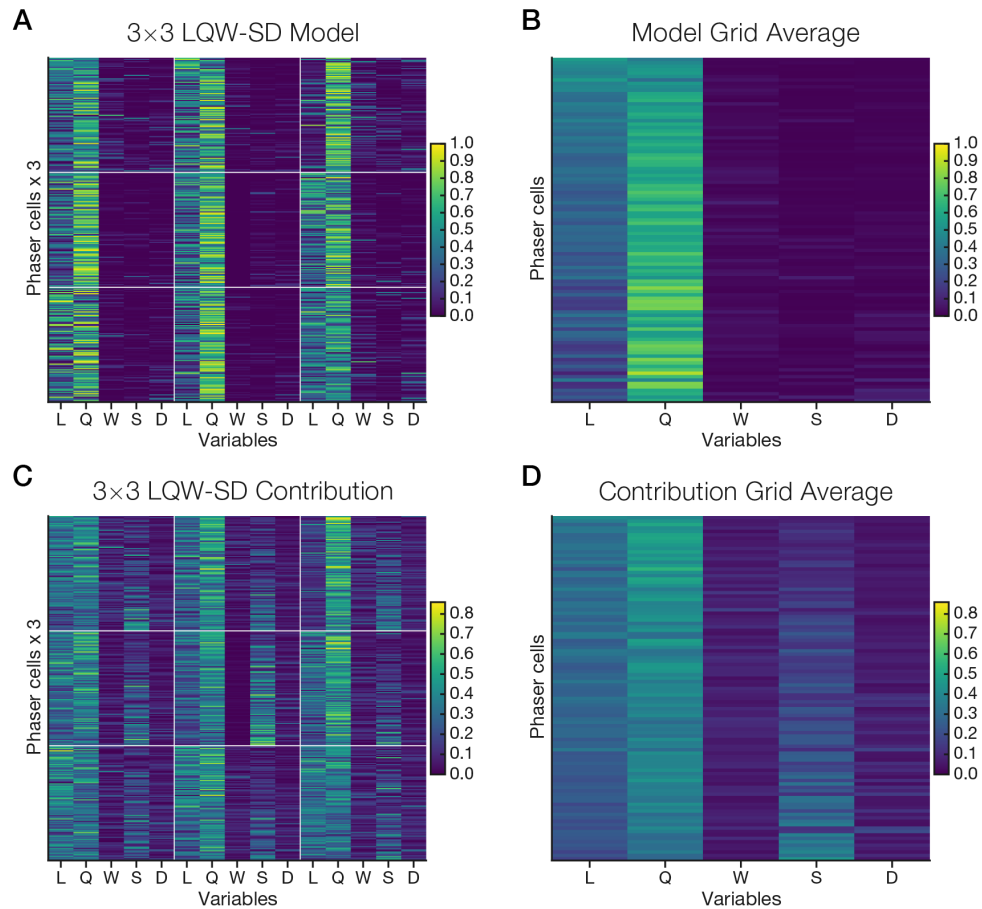 A
3×3 LQW-SD Model
Phaser cells x 3
1.0
0.9
0.8
0.7
0.6
0.5
0.4
0.3
0.2
0.1
0.0
L Q W S D L Q W S D L Q W S D
Variables
B
Model Grid Average
Phaser cells
1.0
0.9
0.8
0.7
0.6
0.5
0.4
0.3
0.2
0.1
0.0
L Q W S D
Variables
C
3×3 LQW-SD Contribution
Phaser cells x 3
0.8
0.7
0.6
0.5
0.4
0.3
0.2
0.1
0.0
L Q W S D L Q W S D L Q W S D
Variables
D
Contribution Grid Average
Phaser cells
0.8
0.7
0.6
0.5
0.4
0.3
0.2
0.1
0.0
L Q W S D
Variables